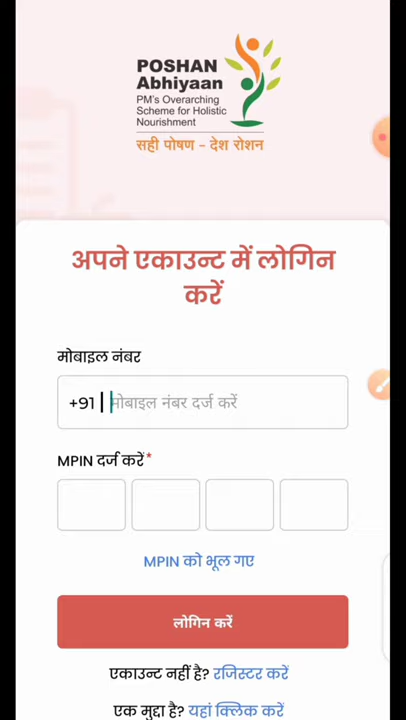 POSHAN
Abhiyaan
PM's Overarching
Scheme for Holistic
Nourishment
सही पोषण - देश रोशन
अपने एकाउन्ट में लोगिन
करें
मोबाइल नंबर
+91 | मोबाइल नंबर दर्ज करें
MPIN दर्ज करें*
MPIN को भूल गए
लोगिन करें
एकाउन्ट नहीं है? रजिस्टर करें
एक मुद्दा है? यहां क्लिक करें